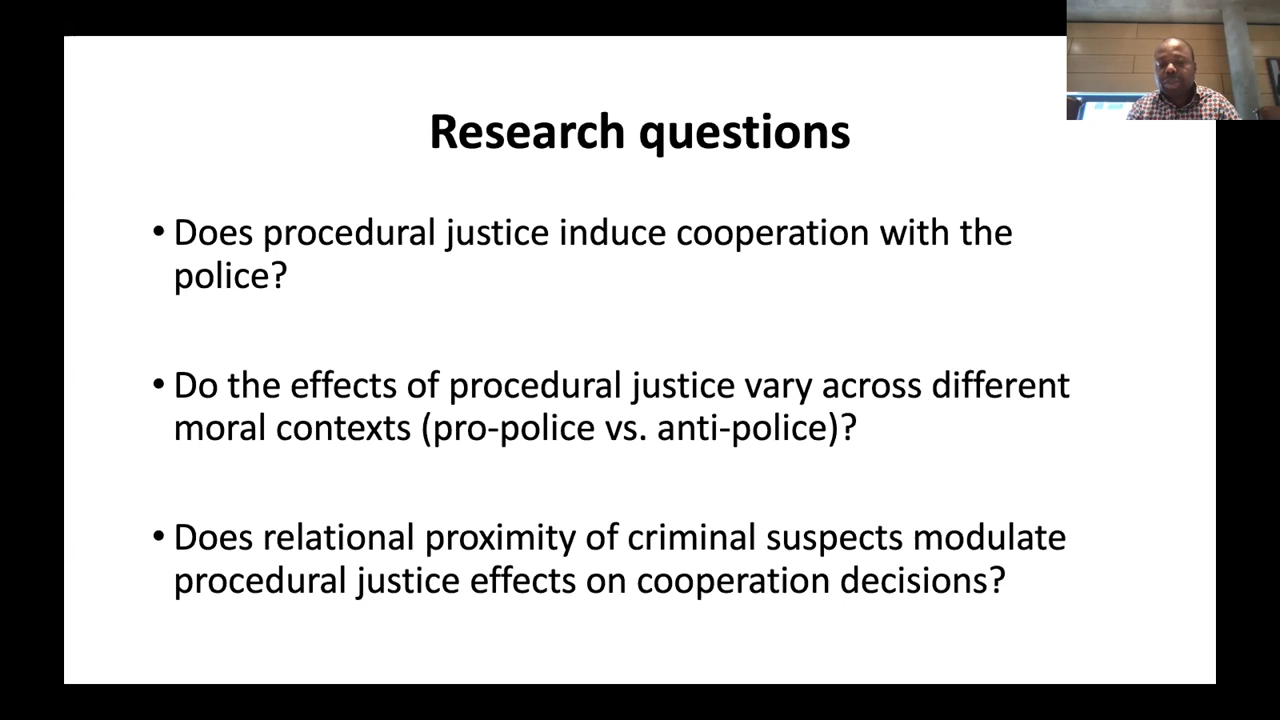 Research questions
• Does procedural justice induce cooperation with the
police?
• Do the effects of procedural justice vary across different
moral contexts (pro-police vs. anti-police)?
• Does relational proximity of criminal suspects modulate
procedural justice effects on cooperation decisions?